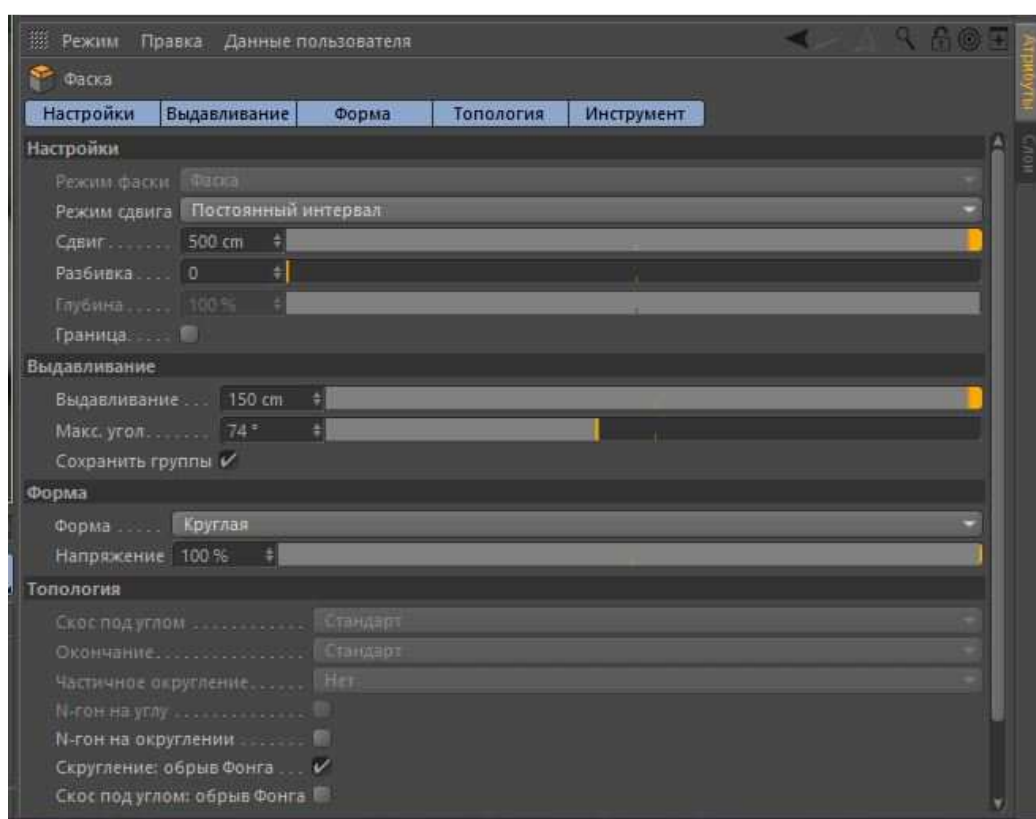 Режим Правка Данные пользователя
Фаска
Настройки Выдавливание Форма Топология Инструмент
Настройки
Режим фаски Фаска
Режим сдвига Постоянный интервал
Сдвиг....... 500 cm
Разбивка.... 0
Глубина..... 100 %
Граница.....
Выдавливание
Выдавливание... 150 cm
Макс. угол....... 74 °
Сохранить группы
Форма
Форма ..... Круглая
Напряжение 100 %
Топология
Скос под углом ............. Стандарт
Окончание................ Стандарт
Частичное округление...... Нет
N-гон на углу ..............
N-гон на округлении .......
Скругление: обрыв Фонга ...
Скос под углом: обрыв Фонга
Атрибуты
Слои